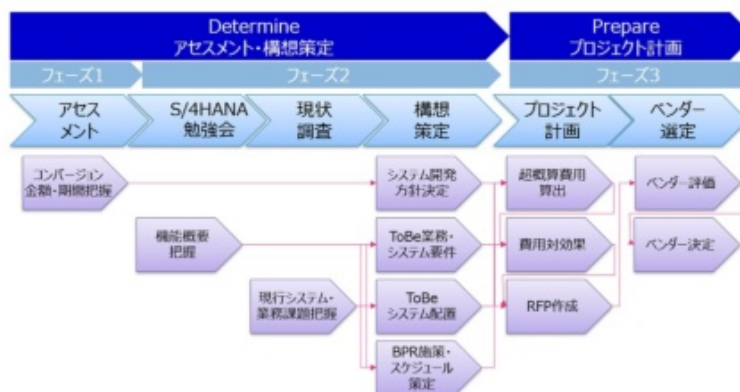 Determine
アセスメント・構想策定
Prepare
プロジェクト計画
フェーズ1
フェーズ2
フェーズ3
アセス
メント
S/4HANA
勉強会
現状
調査
構想
策定
プロジェクト
計画
ベンダー
選定
コンバージョン
金額・期間把握
システム開発
方針決定
超概算費用
算出
ベンダー評価
機能概要
把握
ToBe業務・
システム要件
費用対効果
ベンダー決定
現行システム・
業務課題把握
ToBe
システム配置
RFP作成
BPR施策・
スケジュール
策定